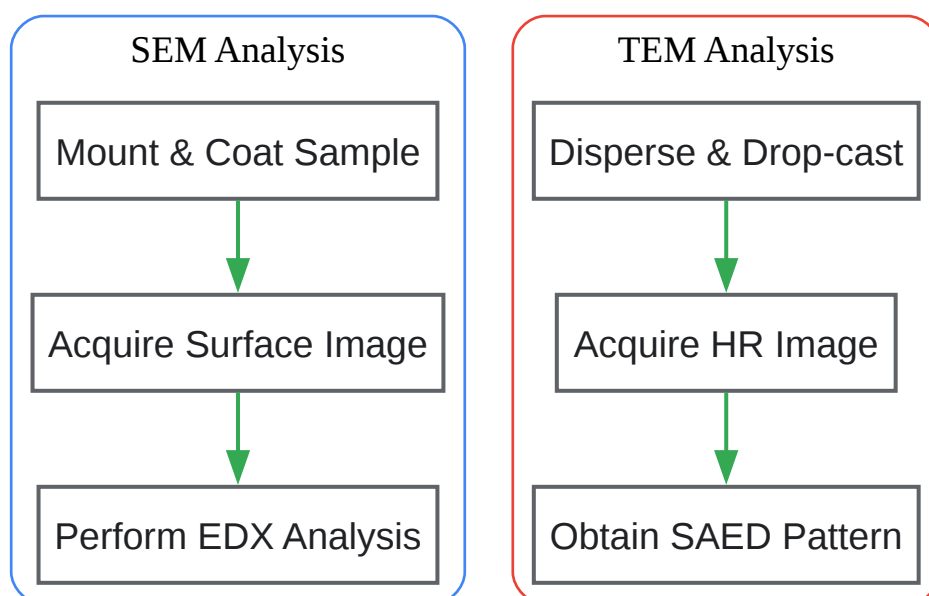 SEM Analysis
Mount & Coat Sample
Acquire Surface Image
Perform EDX Analysis
TEM Analysis
Disperse & Drop-cast
Acquire HR Image
Obtain SAED Pattern